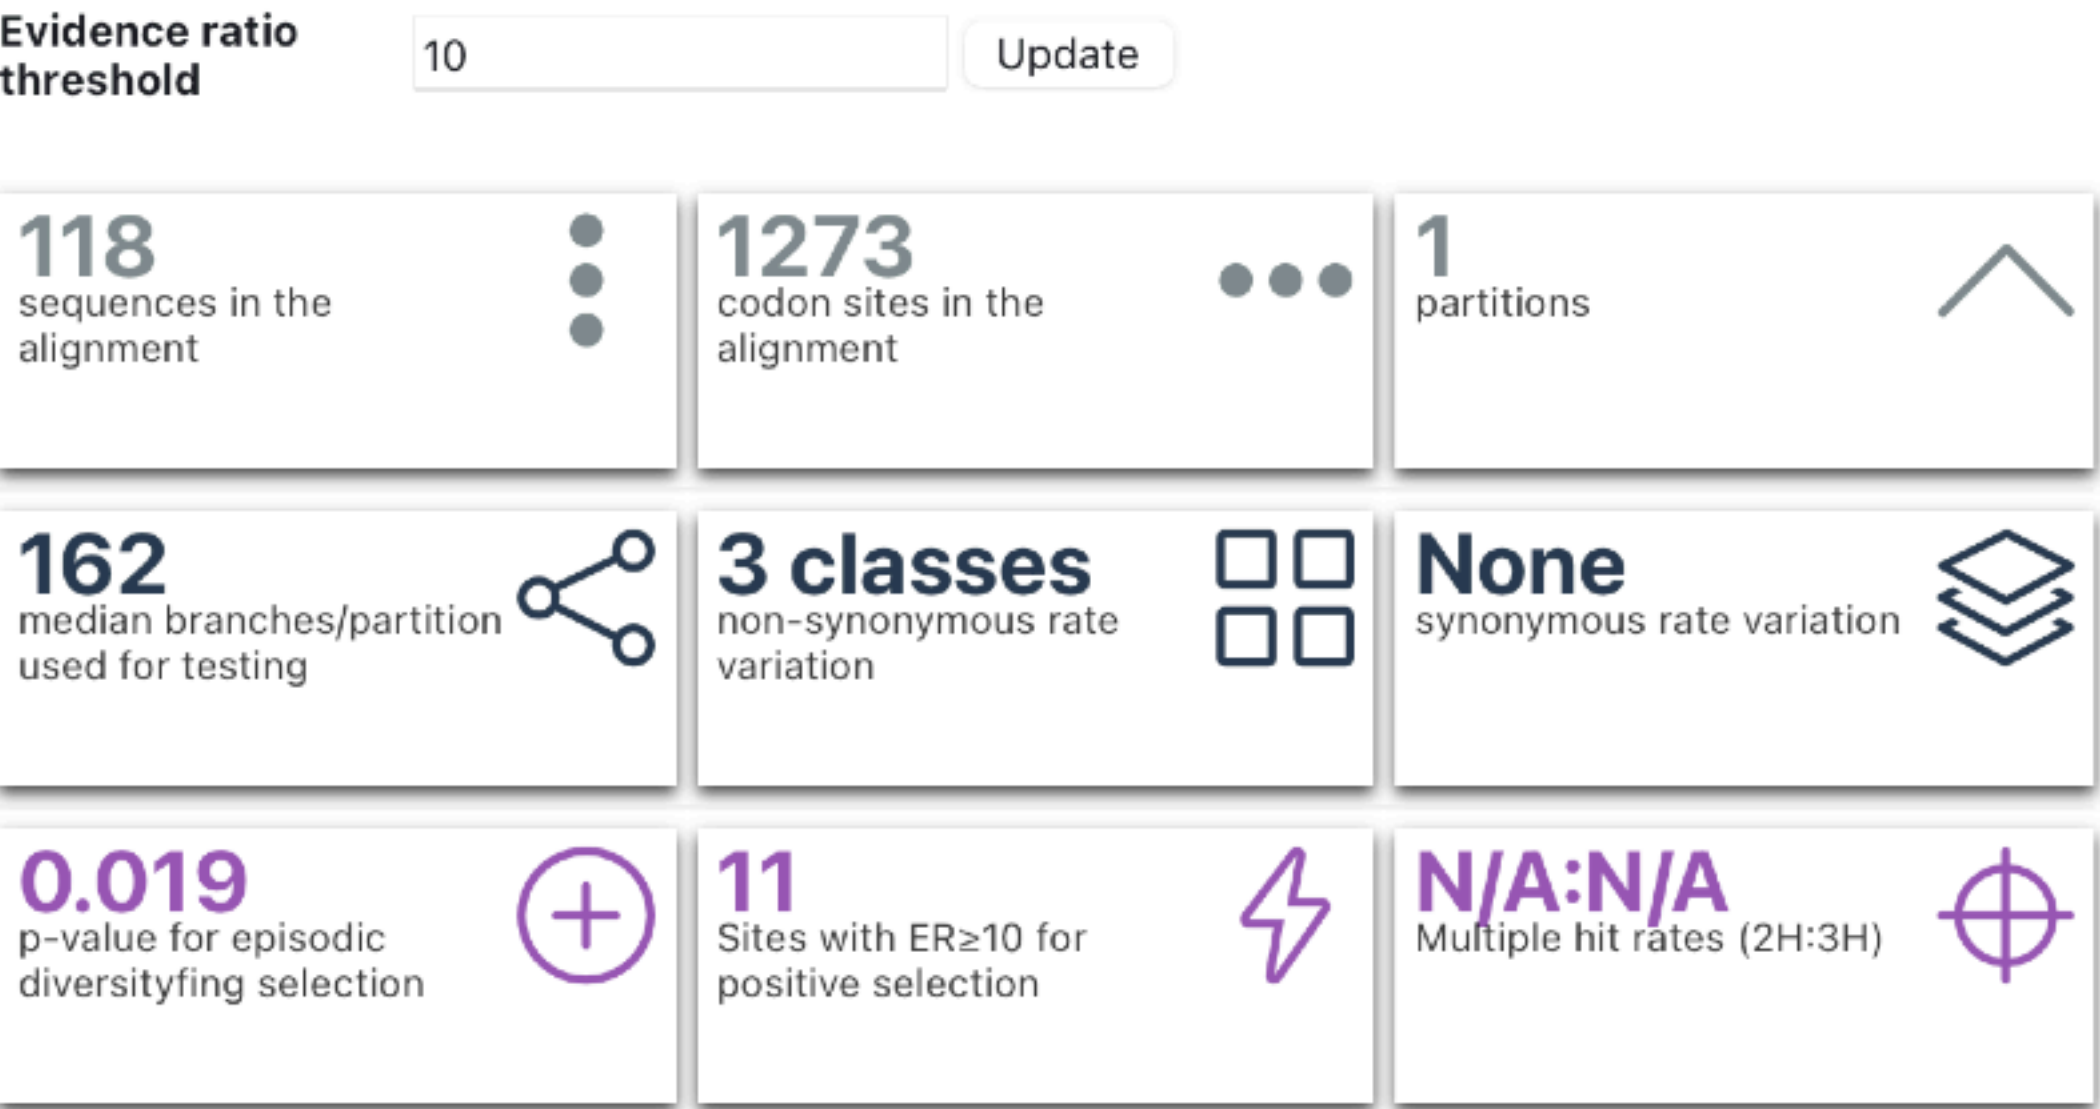 Evidence ratio
threshold
10
Update
118
sequences in the
alignment
1273
codon sites in the
alignment
1
partitions
162
median branches/partition
used for testing
3 classes
non-synonymous rate
variation
None
synonymous rate variation
0.019
p-value for episodic
diversityfing selection
11
Sites with ER≥10 for
positive selection
N/A:N/A
Multiple hit rates (2H:3H)